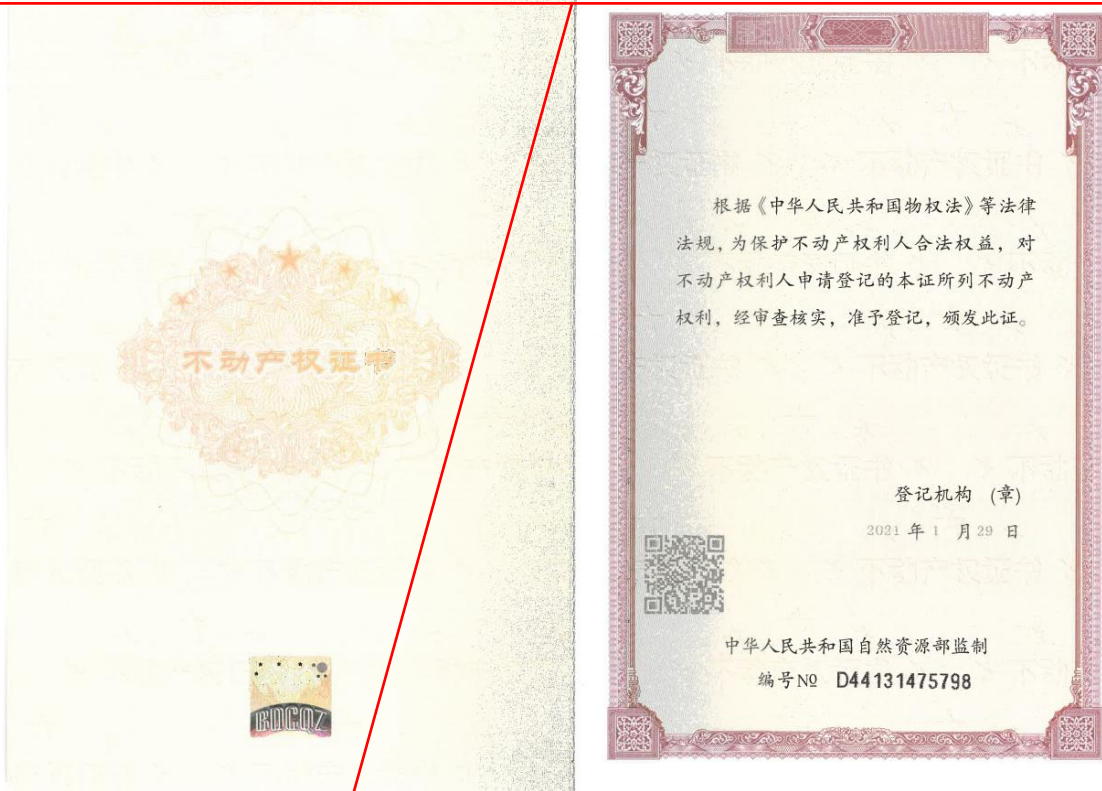 不动产权证书
BDCQZ
根据《中华人民共和国物权法》等法律
法规，为保护不动产权利人合法权益，对
不动产权利人申请登记的本证所列不动产
权利，经审查核实，准予登记，颁发此证。
登记机构 （章）
2021 年 1 月 29 日
中华人民共和国自然资源部监制
编号№ D44131475798